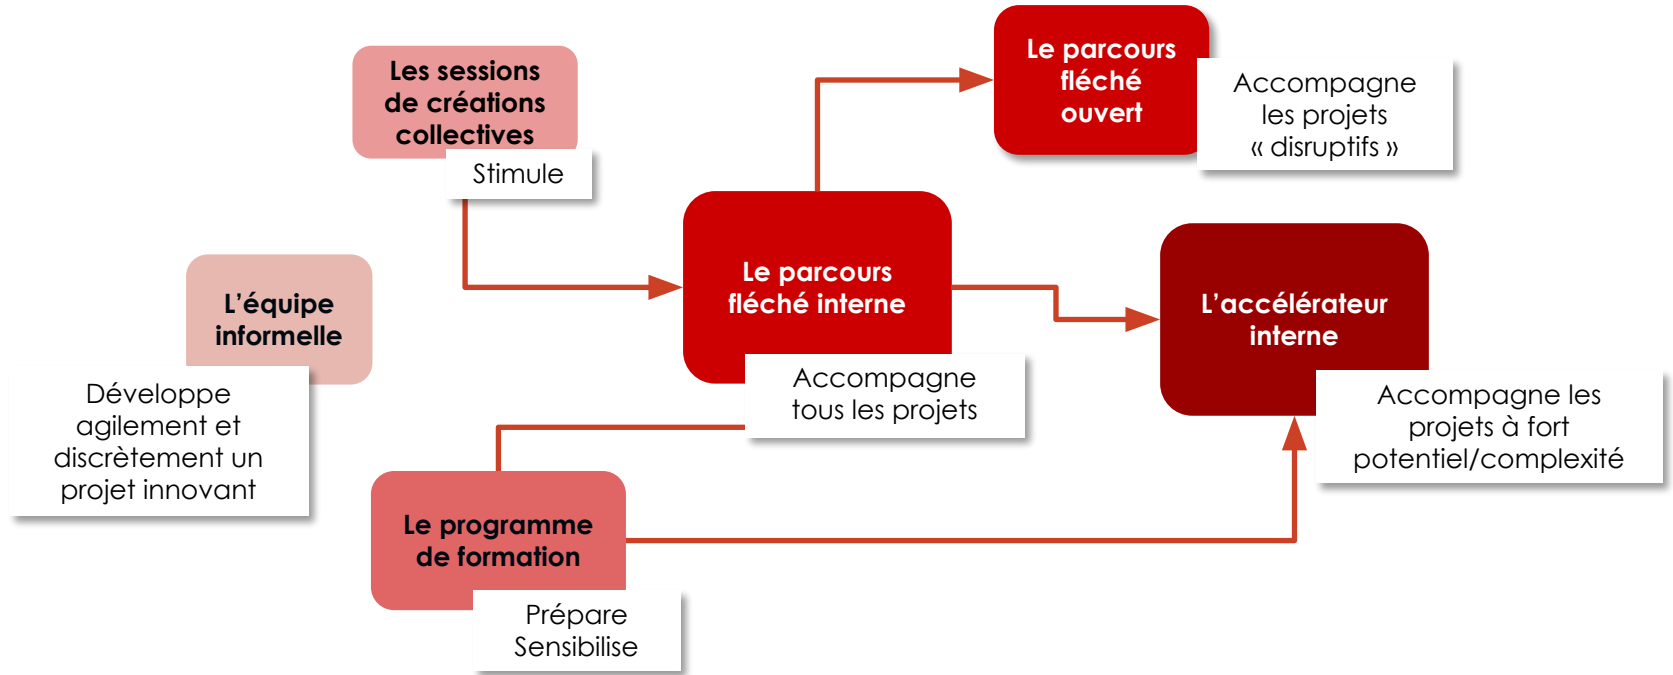 Les sessions
de créations
collectives
Stimule
Le parcours
fléché
ouvert
Accompagne
les projets
« disruptifs »
L’équipe
informelle
Développe
agilement et
discrètement un
projet innovant
Le parcours
fléché interne
Accompagne
tous les projets
L’accélérateur
interne
Accompagne les
projets à fort
potentiel/complexité
Le programme
de formation
Prépare
Sensibilise